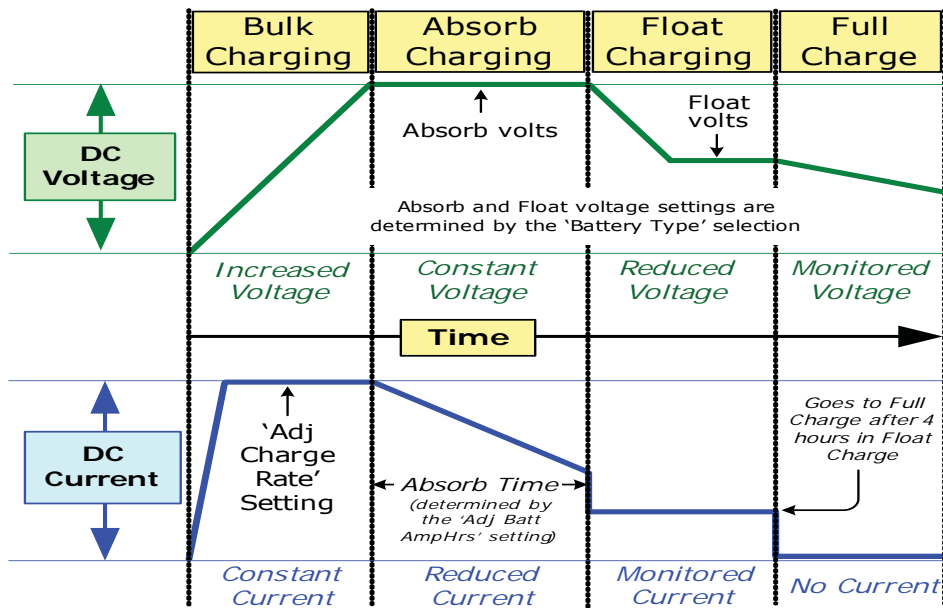 Bulk
Charging
Absorb
Charging
Float
Charging
Full
Charge
DC
Voltage
Absorb volts
Float
volts
Absorb and Float voltage settings are
determined by the ‘Battery Type’ selection
Increased
Voltage
Constant
Voltage
Reduced
Voltage
Monitored
Voltage
Time
DC
Current
‘Adj
Charge
Rate’
Setting
Absorb Time
(determined by
the ‘Adj Batt
AmpHrs’ setting)
Goes to Full
Charge after 4
hours in Float
Charge
Constant
Current
Reduced
Current
Monitored
Current
No Current